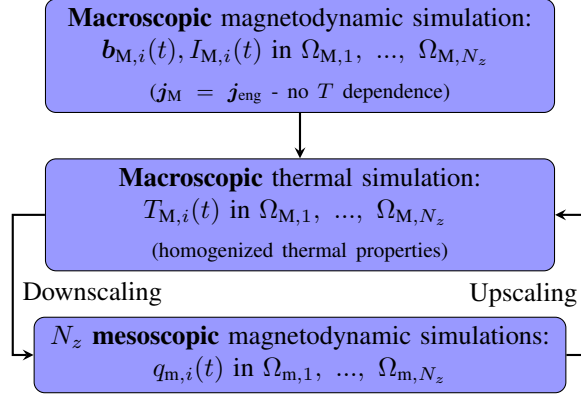 Macroscopic magnetodynamic simulation:
b_{M,i}(t), I_{M,i}(t) in Ω_{M,1}, ..., Ω_{M,N_z}
(j_M = j_eng - no T dependence)
Macroscopic thermal simulation:
T_{M,i}(t) in Ω_{M,1}, ..., Ω_{M,N_z}
(homogenized thermal properties)
Downscaling
Upscaling
N_z mesoscopic magnetodynamic simulations:
q_{m,i}(t) in Ω_{m,1}, ..., Ω_{m,N_z}